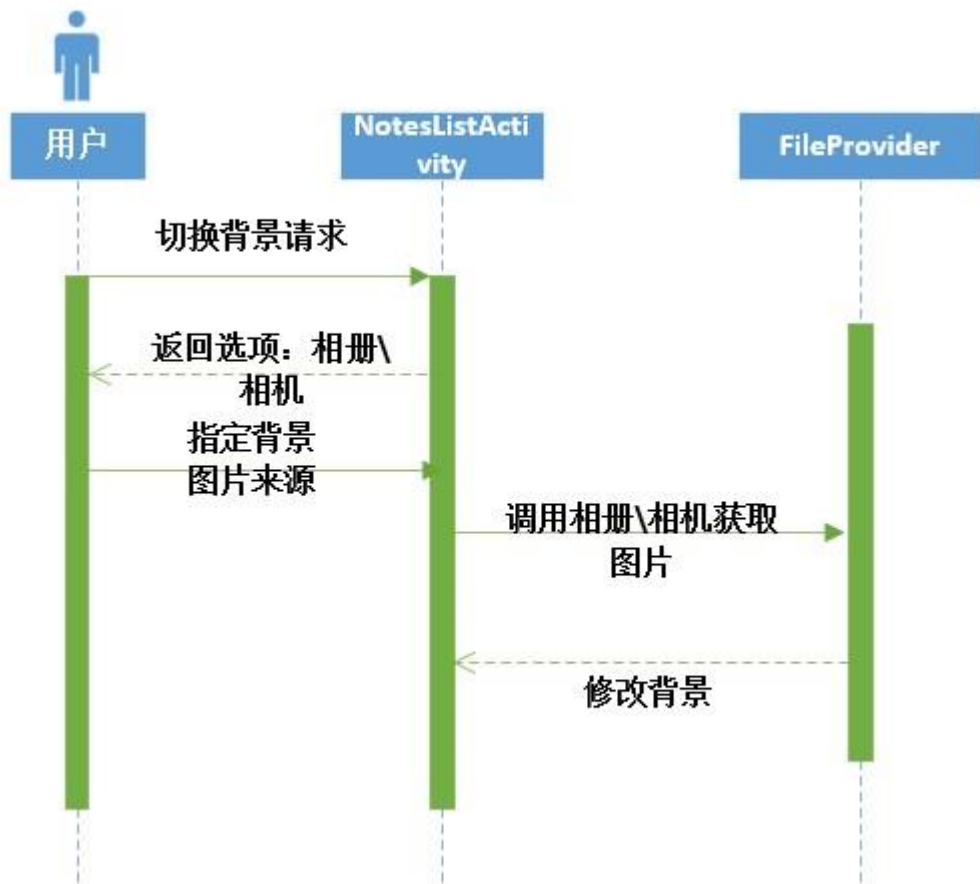 用户
NotesListActi
vity
FileProvider
切换背景请求
返回选项：相册\
相机
指定背景
图片来源
调用相册\相机获取
图片
修改背景